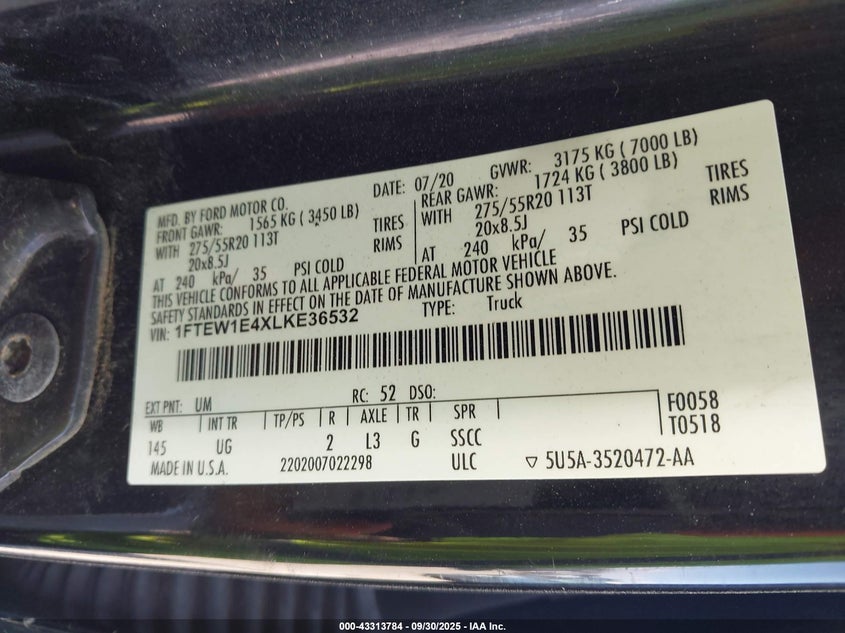 MFD. BY FORD MOTOR CO. DATE: 07/20 GVWR: 3175 KG ( 7000 LB)
FRONT GAWR: 1565 KG ( 3450 LB) REAR GAWR: 1724 KG ( 3800 LB)
WITH 275/55R20 113T TIRES WITH 275/55R20 113T TIRES
20x8.5J RIMS 20x8.5J RIMS
AT 240 kPa/ 35 PSI COLD AT 240 kPa/ 35 PSI COLD
THIS VEHICLE CONFORMS TO ALL APPLICABLE FEDERAL MOTOR VEHICLE
SAFETY STANDARDS IN EFFECT ON THE DATE OF MANUFACTURE SHOWN ABOVE.
VIN: 1FTEW1E4XLKE36532 TYPE: Truck
EXT PNT: UM RC: 52 DSO:
WB INT TR TP/PS R AXLE TR SPR F0058
145 UG 2 L3 G SSCC T0518
MADE IN U.S.A. 2202007022298 ULC ▽ 5U5A-3520472-AA
000-43313784 - 09/30/2025 - IAA Inc.